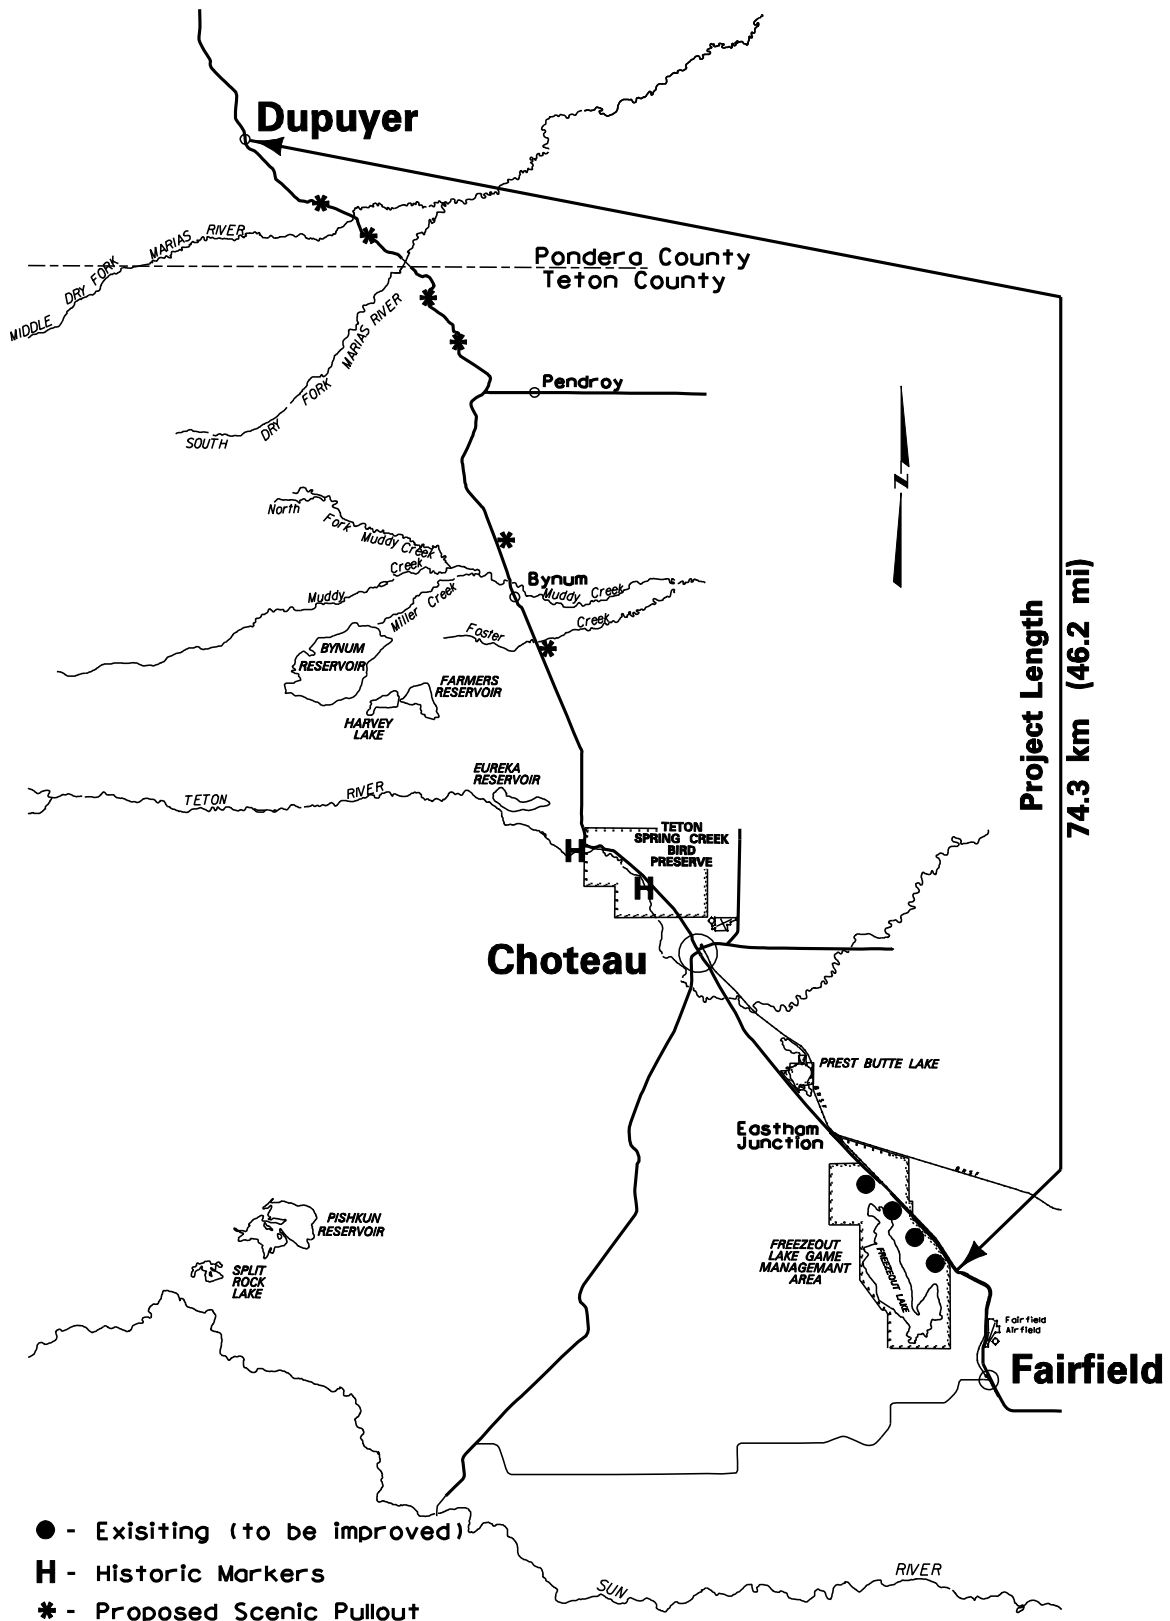 Dupuyer
MIDDLE DRY FORK MARIAS RIVER
Pondera County
Teton County
SOUTH DRY FORK MARIAS RIVER
Pendroy
N
North Fork Muddy Creek
Muddy Creek
Bynum
Muddy Creek
Miller Creek
Foster Creek
BYNUM
RESERVOIR
FARMERS
RESERVOIR
HARVEY
LAKE
Project Length
74.3 km (46.2 mi)
EUREKA
RESERVOIR
TETON RIVER
TETON
SPRING CREEK
BIRD
PRESERVE
H
H
Choteau
PREST BUTTE LAKE
BNSF
Eastham
Junction
BNSF
PISHKUN
RESERVOIR
SPLIT
ROCK
LAKE
FREEZEOUT
LAKE GAME
MANAGEMANT
AREA
FREEZEOUT LAKE
Fairfield
Airfield
Fairfield
● - Exisiting (to be improved)
H - Historic Markers
* - Proposed Scenic Pullout
SUN RIVER